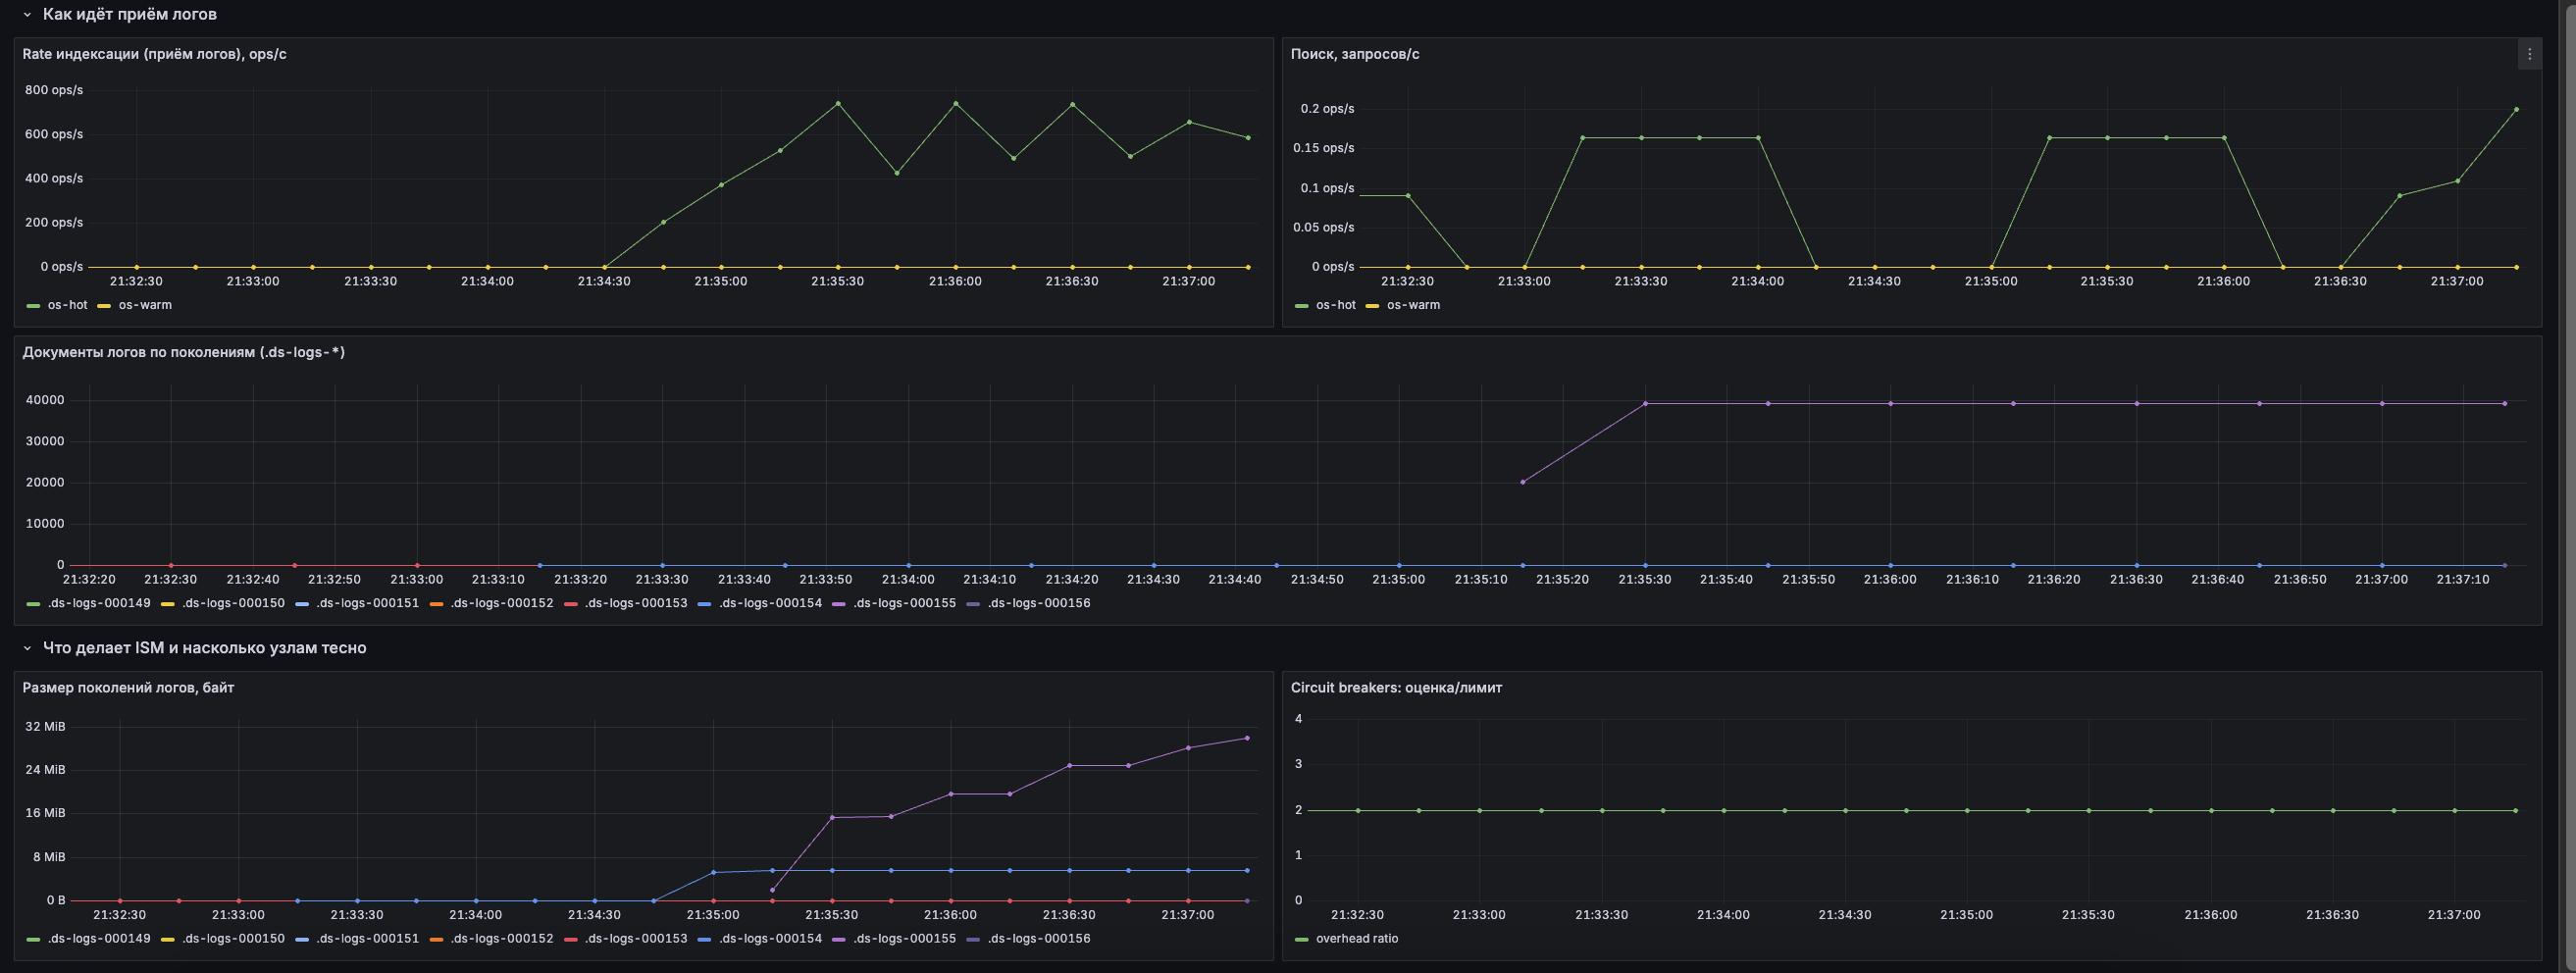 Как идёт приём логов
Rate индексации (приём логов), ops/с
800 ops/s
600 ops/s
400 ops/s
200 ops/s
0 ops/s
21:32:30 21:33:00 21:33:30 21:34:00 21:34:30 21:35:00 21:35:30 21:36:00 21:36:30 21:37:00
os-hot os-warm
Поиск, запросов/с
0.2 ops/s
0.15 ops/s
0.1 ops/s
0.05 ops/s
0 ops/s
21:32:30 21:33:00 21:33:30 21:34:00 21:34:30 21:35:00 21:35:30 21:36:00 21:36:30 21:37:00
os-hot os-warm
Документы логов по поколениям (.ds-logs-*)
40000
30000
20000
10000
0
21:32:20 21:32:30 21:32:40 21:32:50 21:33:00 21:33:10 21:33:20 21:33:30 21:33:40 21:33:50 21:34:00 21:34:10 21:34:20 21:34:30 21:34:40 21:34:50 21:35:00 21:35:10 21:35:20 21:35:30 21:35:40 21:35:50 21:36:00 21:36:10 21:36:20 21:36:30 21:36:40 21:36:50 21:37:00 21:37:10
.ds-logs-000149 .ds-logs-000150 .ds-logs-000151 .ds-logs-000152 .ds-logs-000153 .ds-logs-000154 .ds-logs-000155 .ds-logs-000156
Что делает ISM и насколько узлам тесно
Размер поколений логов, байт
32 MiB
24 MiB
16 MiB
8 MiB
0 B
21:32:30 21:33:00 21:33:30 21:34:00 21:34:30 21:35:00 21:35:30 21:36:00 21:36:30 21:37:00
.ds-logs-000149 .ds-logs-000150 .ds-logs-000151 .ds-logs-000152 .ds-logs-000153 .ds-logs-000154 .ds-logs-000155 .ds-logs-000156
Circuit breakers: оценка/лимит
4
3
2
1
0
21:32:30 21:33:00 21:33:30 21:34:00 21:34:30 21:35:00 21:35:30 21:36:00 21:36:30 21:37:00
overhead ratio